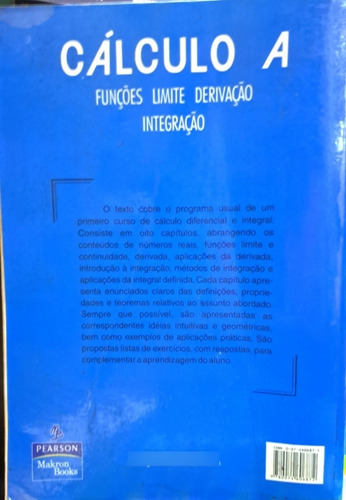 CÁLCULO A
FUNÇÕES LIMITE DERIVAÇÃO
INTEGRAÇÃO
O texto cobre o programa usual de um
primeiro curso de cálculo diferencial e integral.
Consiste em oito capítulos, abrangendo os
conteúdos de números reais, funções limite e
continuidade, derivada, aplicações da derivada,
introdução à integração, métodos de integração e
aplicações da integral definida. Cada capítulo apre-
senta enunciados claros das definições, proprie-
dades e teoremas relativos ao assunto abordado.
Sempre que possível, são apresentadas as
correspondentes idéias intuitivas e geométricas,
bem como exemplos de aplicações práticas. São
propostas listas de exercícios, com respostas, para
complementar a aprendizagem do aluno.
PEARSON
Makron
Books